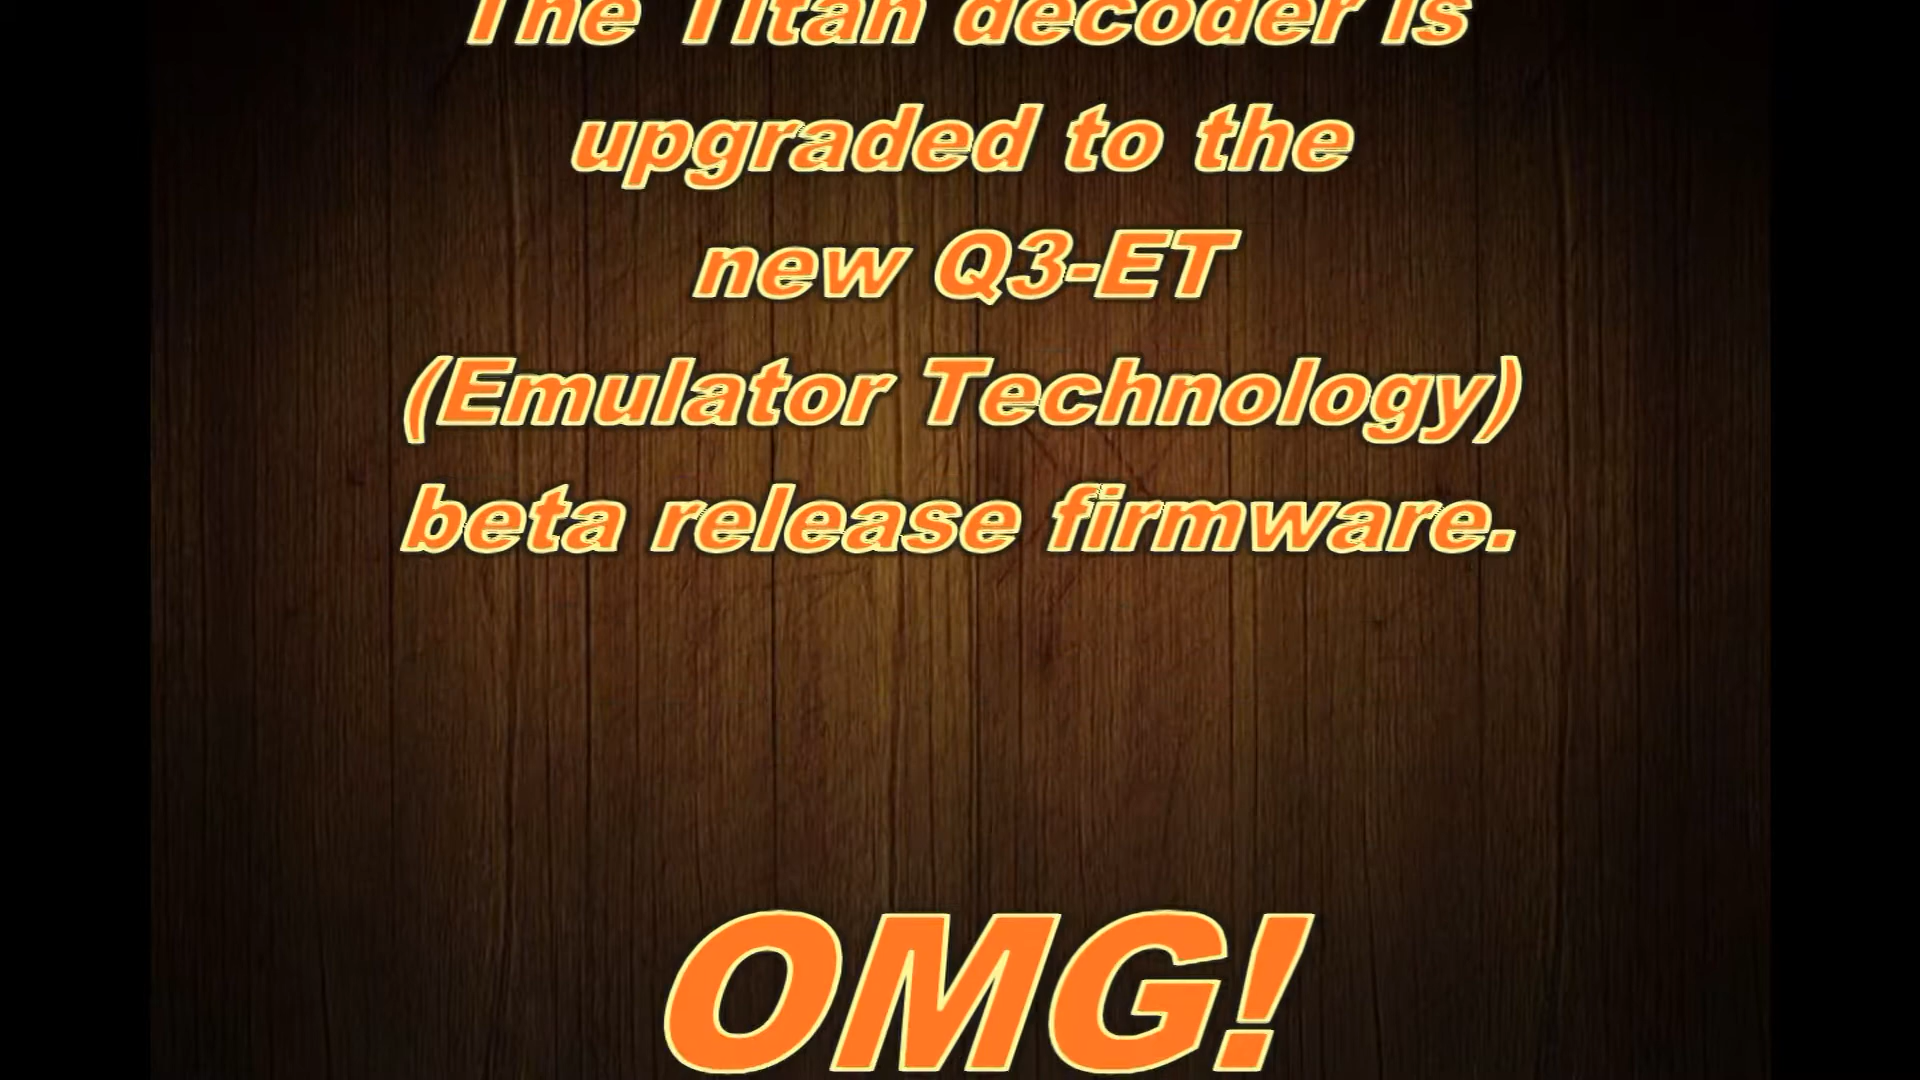 The Titan decoder is
upgraded to the
new Q3-ET
(Emulator Technology)
beta release firmware.
OMG!